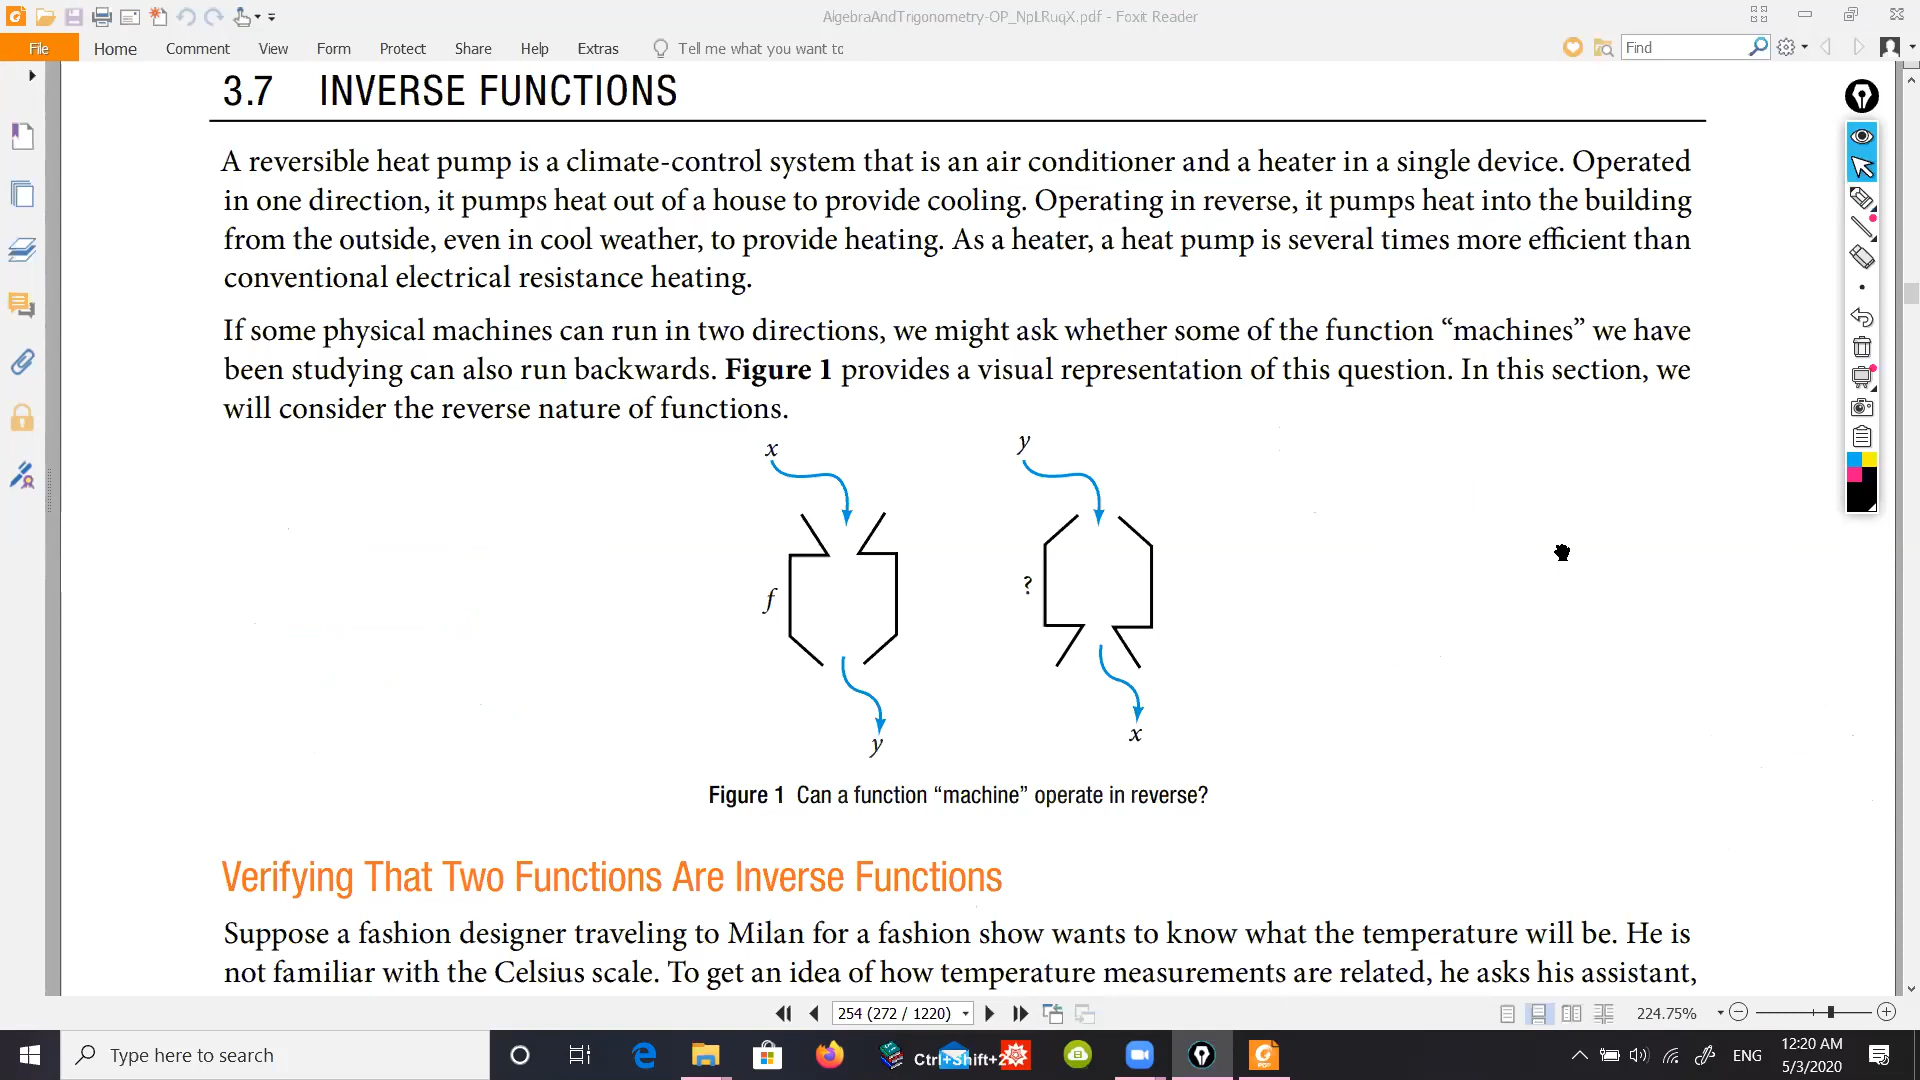 AlgebraAndTrigonometry-OP_NpLRuqX.pdf - Foxit Reader
File Home Comment View Form Protect Share Help Extras Tell me what you want to Find
3.7 INVERSE FUNCTIONS
A reversible heat pump is a climate-control system that is an air conditioner and a heater in a single device. Operated
in one direction, it pumps heat out of a house to provide cooling. Operating in reverse, it pumps heat into the building
from the outside, even in cool weather, to provide heating. As a heater, a heat pump is several times more efficient than
conventional electrical resistance heating.
If some physical machines can run in two directions, we might ask whether some of the function “machines” we have
been studying can also run backwards. Figure 1 provides a visual representation of this question. In this section, we
will consider the reverse nature of functions.
x y
f ?
y x
Figure 1 Can a function “machine” operate in reverse?
Verifying That Two Functions Are Inverse Functions
Suppose a fashion designer traveling to Milan for a fashion show wants to know what the temperature will be. He is
not familiar with the Celsius scale. To get an idea of how temperature measurements are related, he asks his assistant,
254 (272 / 1220) 224.75%
Type here to search Ctrl+Shift+2 ENG 12:20 AM
5/3/2020